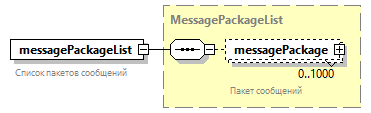 MessagePackageList
messagePackageList
messagePackage
0..1000
Список пакетов сообщений
Пакет сообщений